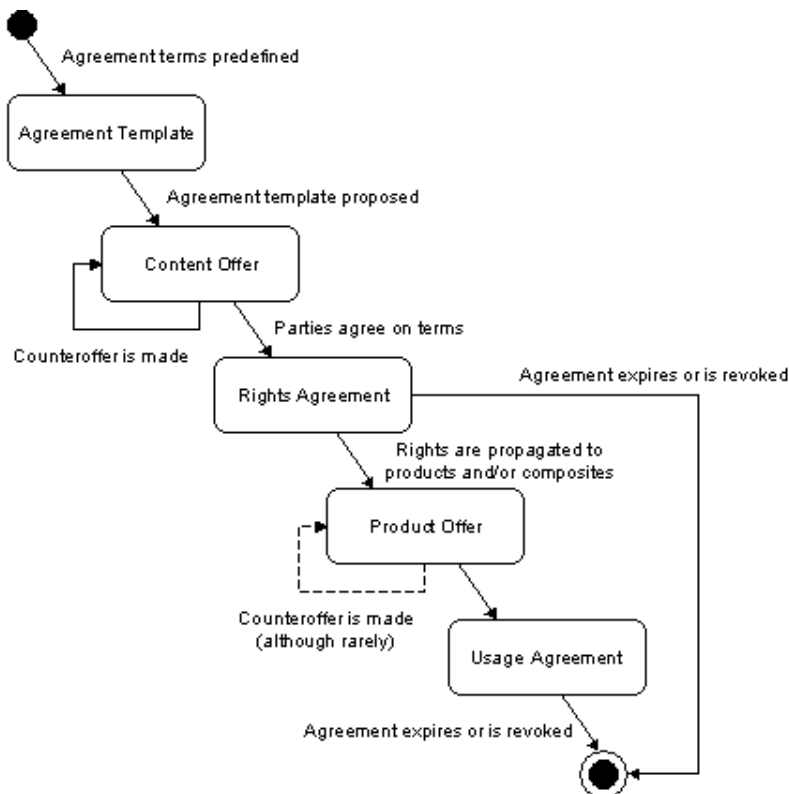 Agreement terms predefined
Agreement Template
Agreement template proposed
Content Offer
Parties agree on terms
Counteroffer is made
Agreement expires or is revoked
Rights Agreement
Rights are propagated to
products and/or composites
Product Offer
Counteroffer is made
(although rarely)
Usage Agreement
Agreement expires or is revoked